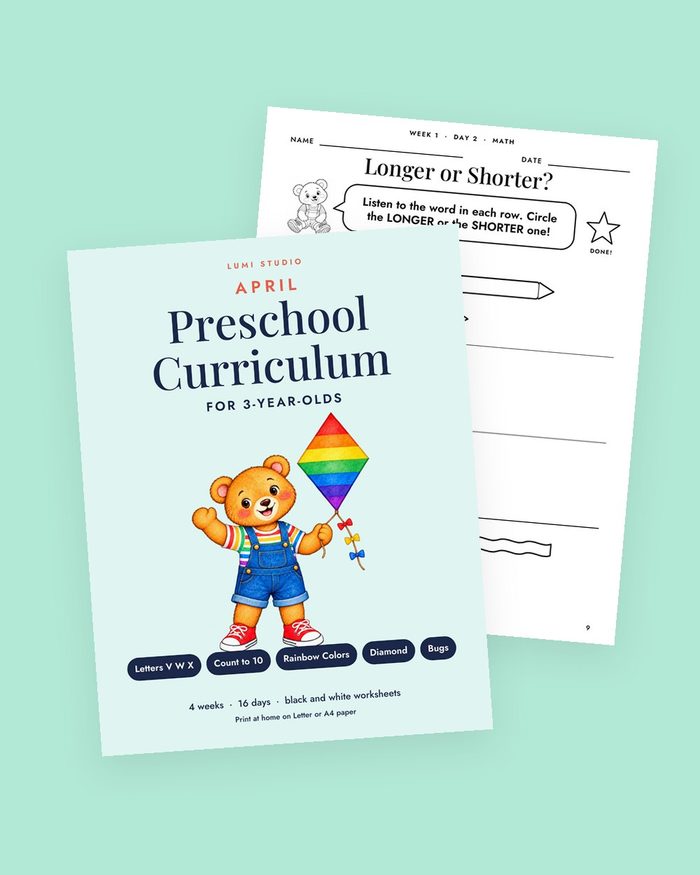 WEEK 1 · DAY 2 · MATH
NAME
DATE
Longer or Shorter?
Listen to the word in each row. Circle
the LONGER or the SHORTER one!
DONE!
9
LUMI STUDIO
APRIL
Preschool
Curriculum
FOR 3-YEAR-OLDS
Letters V W X
Count to 10
Rainbow Colors
Diamond
Bugs
4 weeks · 16 days · black and white worksheets
Print at home on Letter or A4 paper